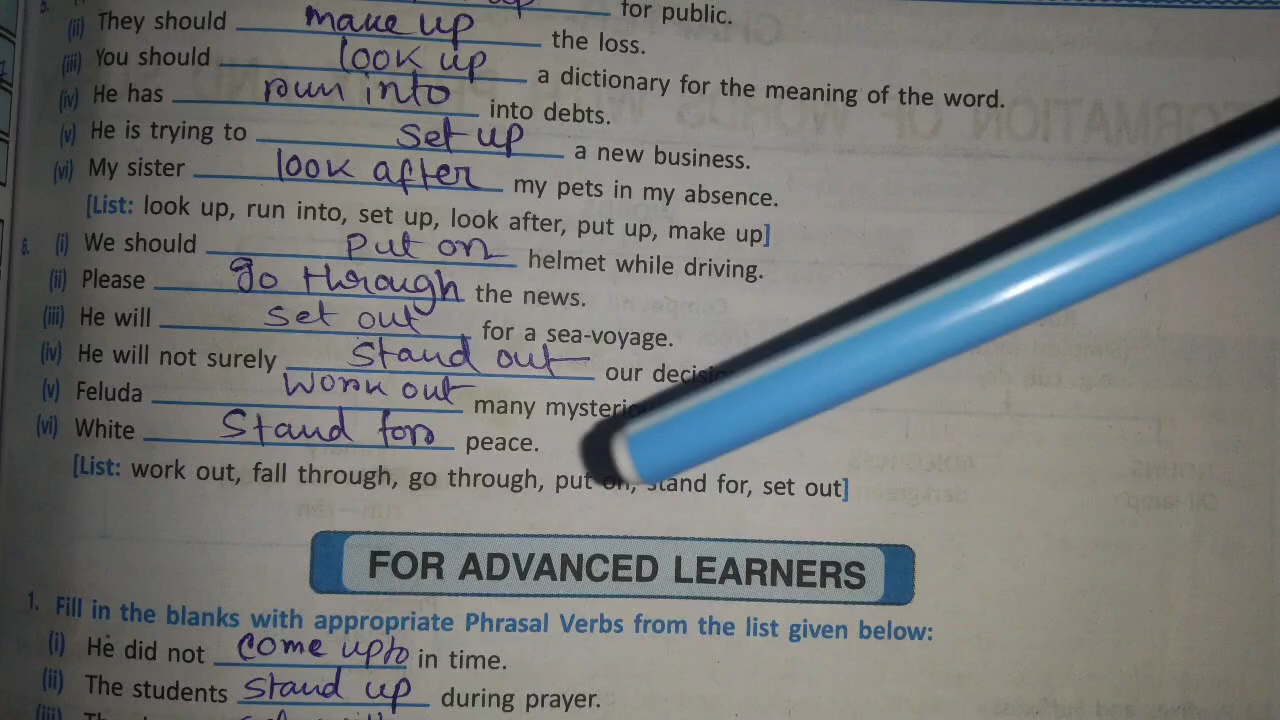 5. for public.
(ii) They should make up the loss.
(iii) You should look up a dictionary for the meaning of the word.
(iv) He has run into into debts.
(v) He is trying to set up a new business.
(vi) My sister look after my pets in my absence.
[List: look up, run into, set up, look after, put up, make up]
6. (i) We should put on helmet while driving.
(ii) Please go through the news.
(iii) He will set out for a sea-voyage.
(iv) He will not surely stand out our
(v) Feluda work out many
(vi) White Stand for peace.
[List: work out, fall through, go through, put on, stand for, set out]
FOR ADVANCED LEARNERS
1. Fill in the blanks with appropriate Phrasal Verbs from the list given below:
(i) He did not come upto in time.
(ii) The students stand up during prayer.
(iii)